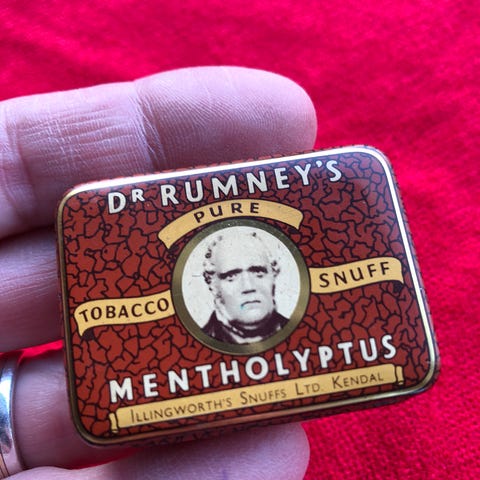 DR RUMNEY'S
PURE
TOBACCO SNUFF
MENTHOLYPTUS
ILLINGWORTH'S SNUFFS LTD. KENDAL